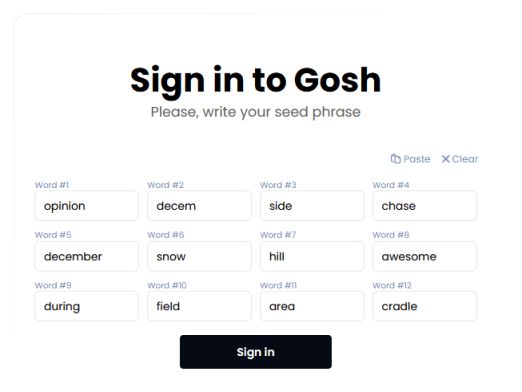 Sign in to Gosh
Please, write your seed phrase
Paste Clear
Word #1 Word #2 Word #3 Word #4
opinion decem side chase
Word #5 Word #6 Word #7 Word #8
december snow hill awesome
Word #9 Word #10 Word #11 Word #12
during field area cradle
Sign in